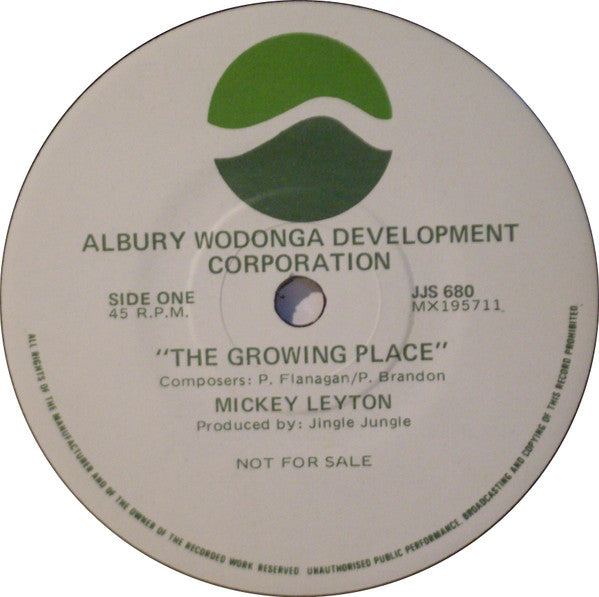 ALBURY WODONGA DEVELOPMENT
CORPORATION
SIDE ONE
45 R.P.M.
JJS 680
MX195711
"THE GROWING PLACE"
Composers: P. Flanagan/P. Brandon
MICKEY LEYTON
Produced by: Jingle Jungle
NOT FOR SALE
ALL RIGHTS OF THE MANUFACTURER AND OF THE OWNER OF THE RECORDED WORK RESERVED. UNAUTHORISED PUBLIC PERFORMANCE, BROADCASTING AND COPYING OF THIS RECORD PROHIBITED.